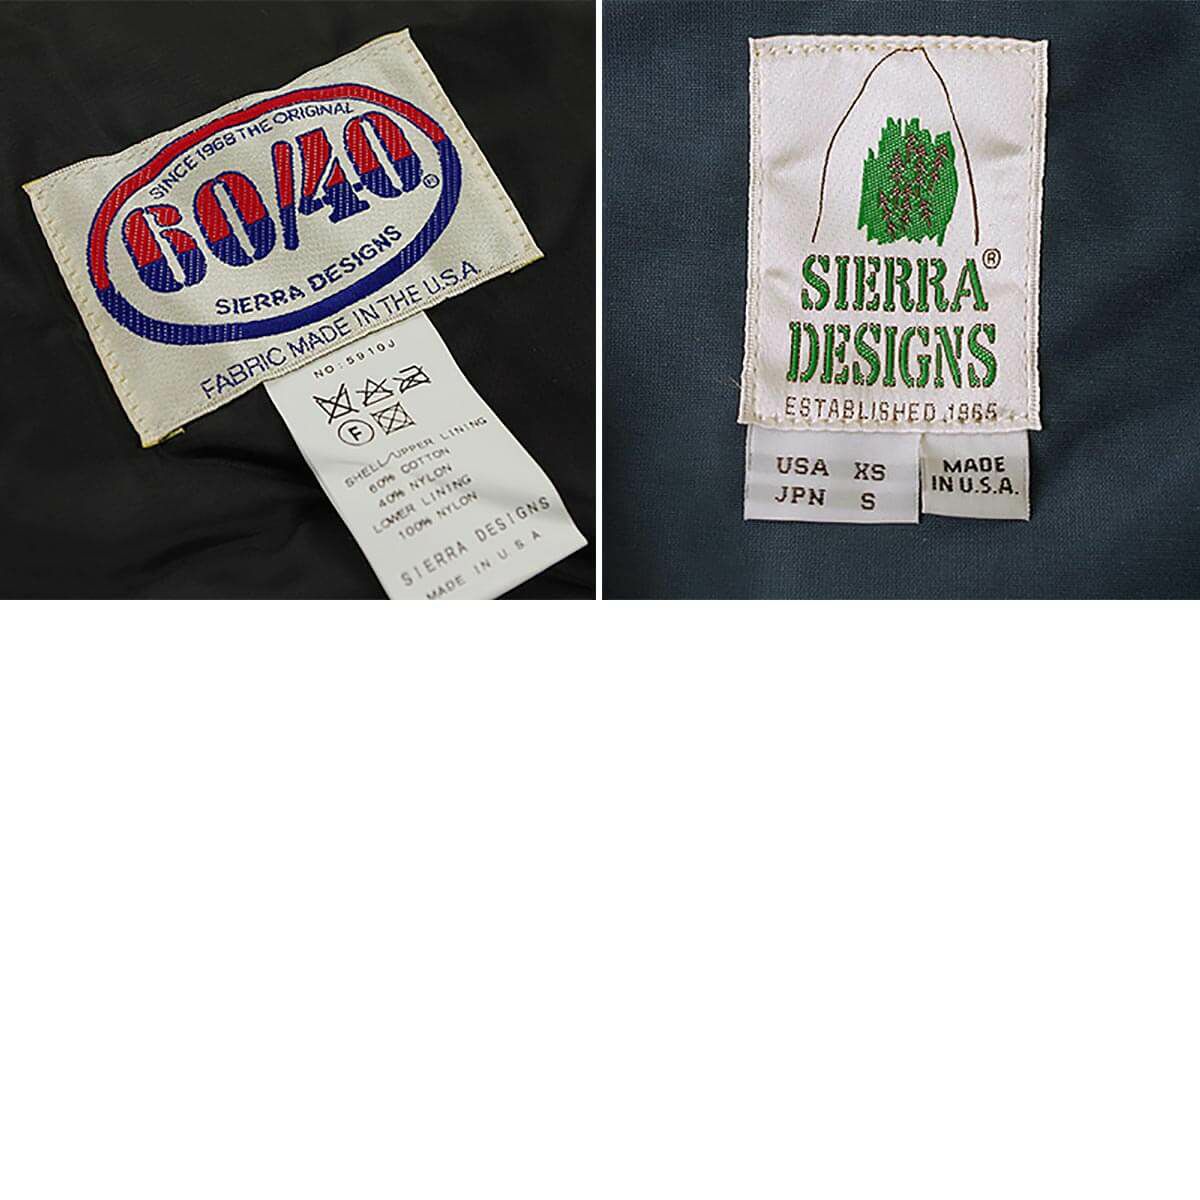 SINCE 1968 THE ORIGINAL
60/40®
SIERRA DESIGNS
FABRIC MADE IN THE U.S.A.
NO:5910J
F
SHELL/UPPER LINING
60% COTTON
40% NYLON
LOWER LINING
100% NYLON
SIERRA DESIGNS
MADE IN U S A
SIERRA®
DESIGNS
ESTABLISHED 1965
USA XS
JPN S
MADE
IN U.S.A.